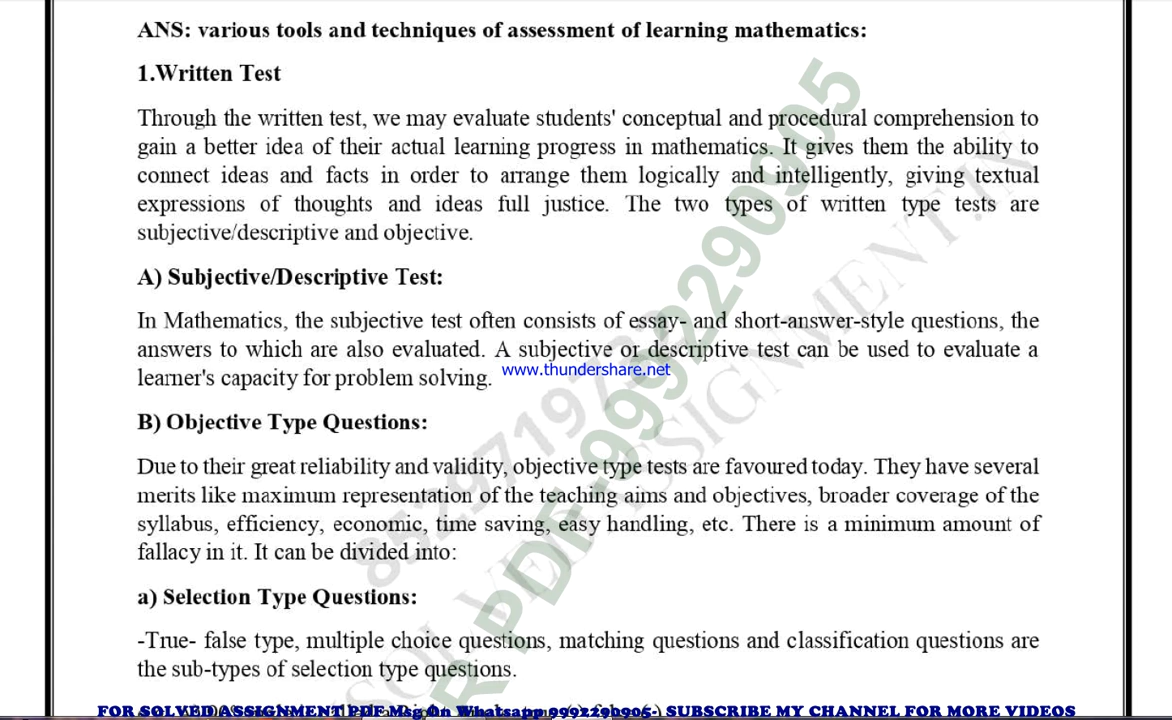 ANS: various tools and techniques of assessment of learning mathematics:
1.Written Test
Through the written test, we may evaluate students' conceptual and procedural comprehension to
gain a better idea of their actual learning progress in mathematics. It gives them the ability to
connect ideas and facts in order to arrange them logically and intelligently, giving textual
expressions of thoughts and ideas full justice. The two types of written type tests are
subjective/descriptive and objective.
A) Subjective/Descriptive Test:
In Mathematics, the subjective test often consists of essay- and short-answer-style questions, the
answers to which are also evaluated. A subjective or descriptive test can be used to evaluate a
learner's capacity for problem solving.
www.thundershare.net
B) Objective Type Questions:
Due to their great reliability and validity, objective type tests are favoured today. They have several
merits like maximum representation of the teaching aims and objectives, broader coverage of the
syllabus, efficiency, economic, time saving, easy handling, etc. There is a minimum amount of
fallacy in it. It can be divided into:
a) Selection Type Questions:
-True- false type, multiple choice questions, matching questions and classification questions are
the sub-types of selection type questions.
R PDF-9992290905
FOR SOLVED ASSIGNMENT PDF Msg On Whatsapp 9992290905- SUBSCRIBE MY CHANNEL FOR MORE VIDEOS